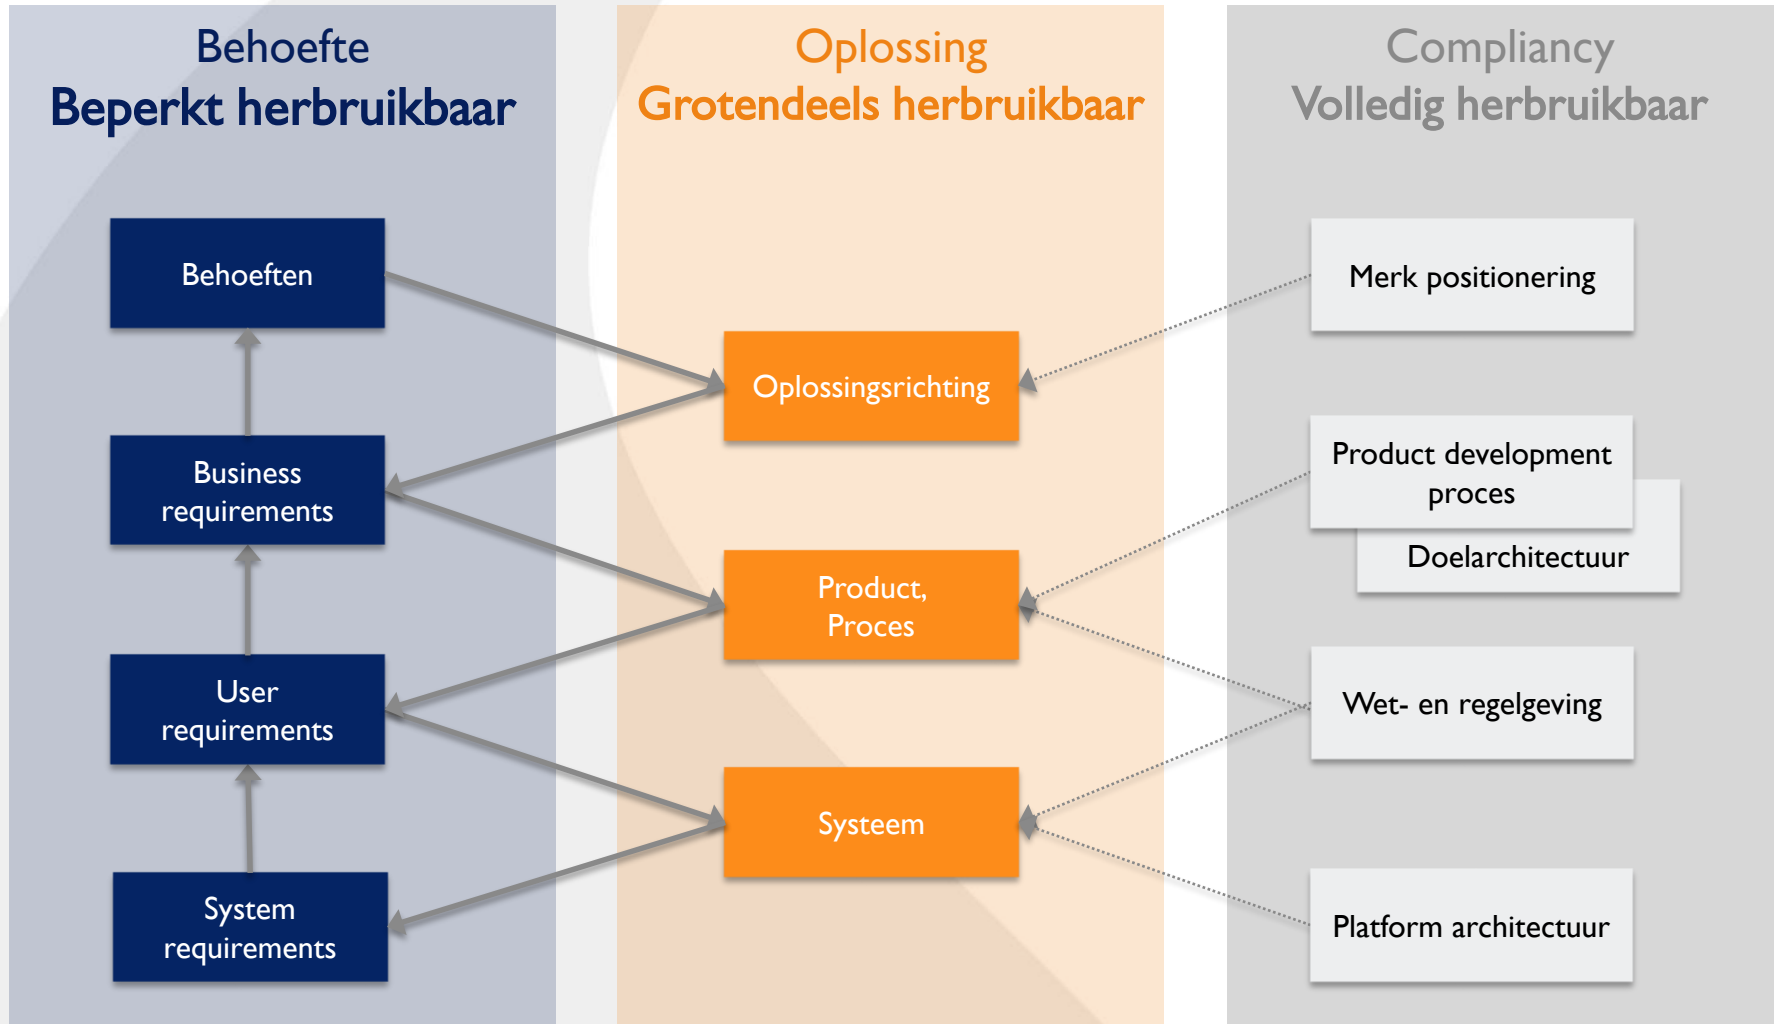 Behoefte
Beperkt herbruikbaar
Oplossing
Grotendeels herbruikbaar
Compliancy
Volledig herbruikbaar
Behoeften
Business
requirements
User
requirements
System
requirements
Oplossingsrichting
Product,
Proces
Systeem
Merk positionering
Product development
proces
Doelarchitectuur
Wet- en regelgeving
Platform architectuur